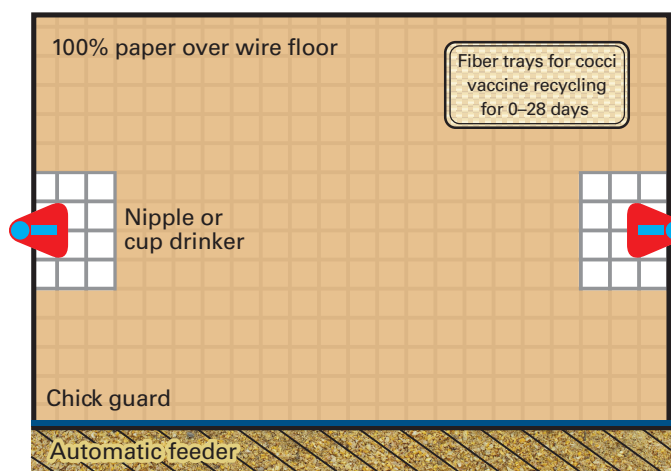 100% paper over wire floor
Fiber trays for cocci
vaccine recycling
for 0–28 days
Nipple or
cup drinker
Chick guard
Automatic feeder